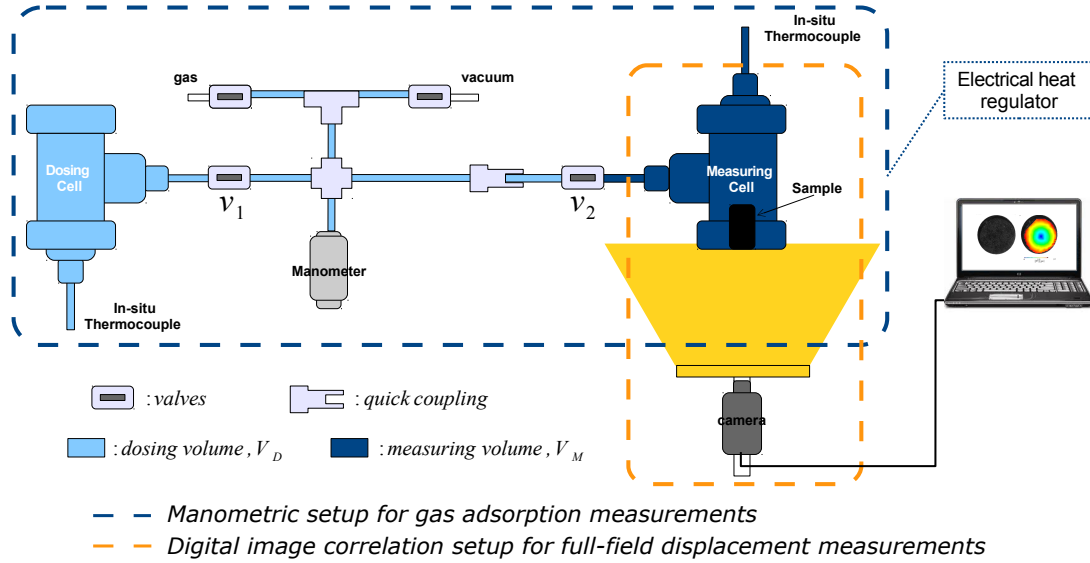 In-situ
Thermocouple
gas
vacuum
Electrical heat
regulator
Dosing
Cell
Measuring
Cell
Sample
v₁
v₂
Manometer
In-situ
Thermocouple
: valves
: quick coupling
camera
: dosing volume , V_D
: measuring volume , V_M
Manometric setup for gas adsorption measurements
Digital image correlation setup for full-field displacement measurements